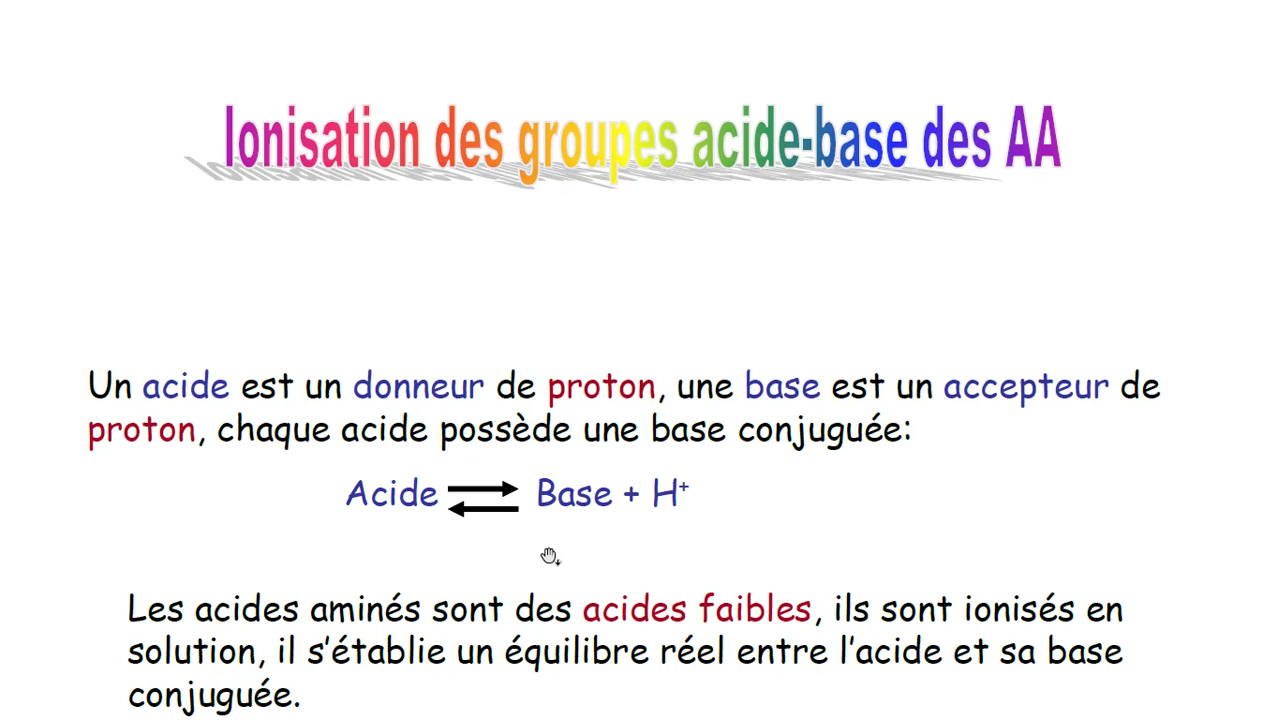 Ionisation des groupes acide-base des AA
Un acide est un donneur de proton, une base est un accepteur de
proton, chaque acide possède une base conjuguée:
Acide ⇄ Base + H⁺
Les acides aminés sont des acides faibles, ils sont ionisés en
solution, il s’établie un équilibre réel entre l’acide et sa base
conjuguée.